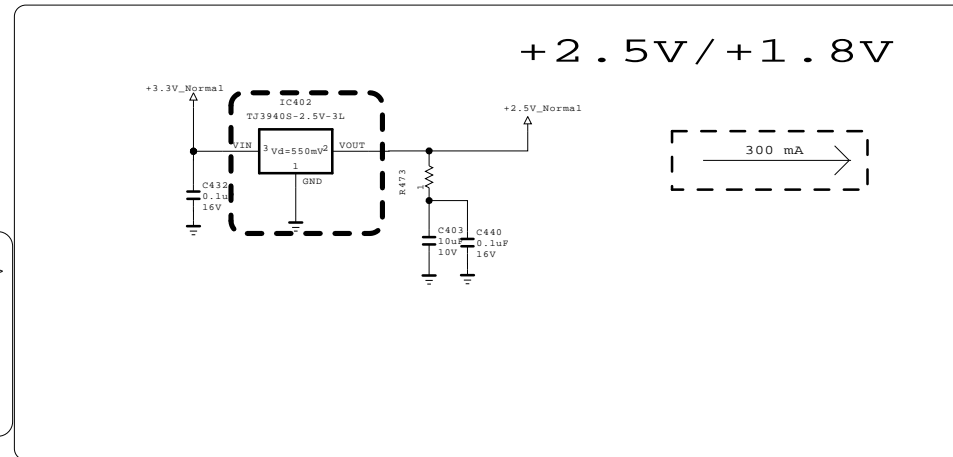 +2.5V/+1.8V
+3.3V_Normal
IC402
TJ3940S-2.5V-3L
+2.5V_Normal
VIN
3
Vd=550mV
2
VOUT
1
GND
300 mA
R473
1
C432
0.1u
16V
C403
10uF
10V
C440
0.1uF
16V